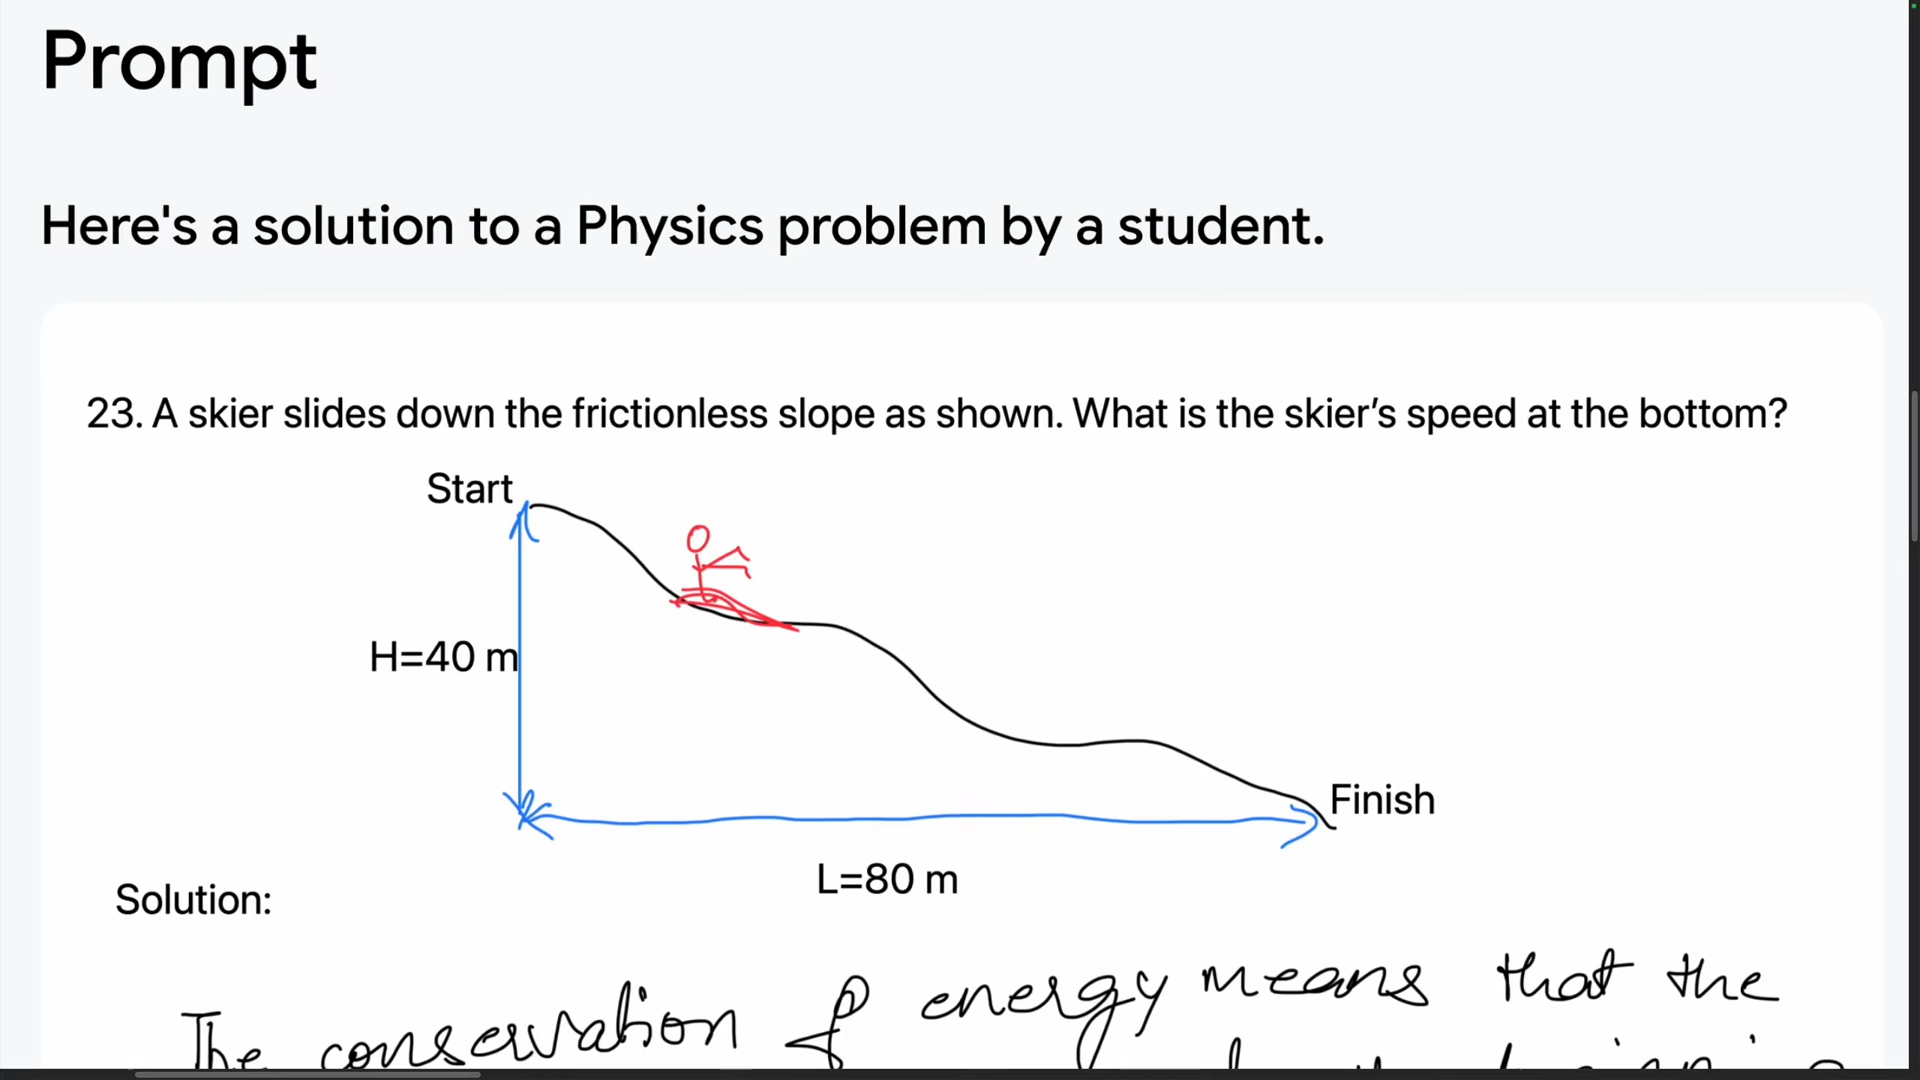 Prompt
Here's a solution to a Physics problem by a student.
23. A skier slides down the frictionless slope as shown. What is the skier’s speed at the bottom?
Start
H=40 m
Finish
L=80 m
Solution:
The conservation of energy means that the